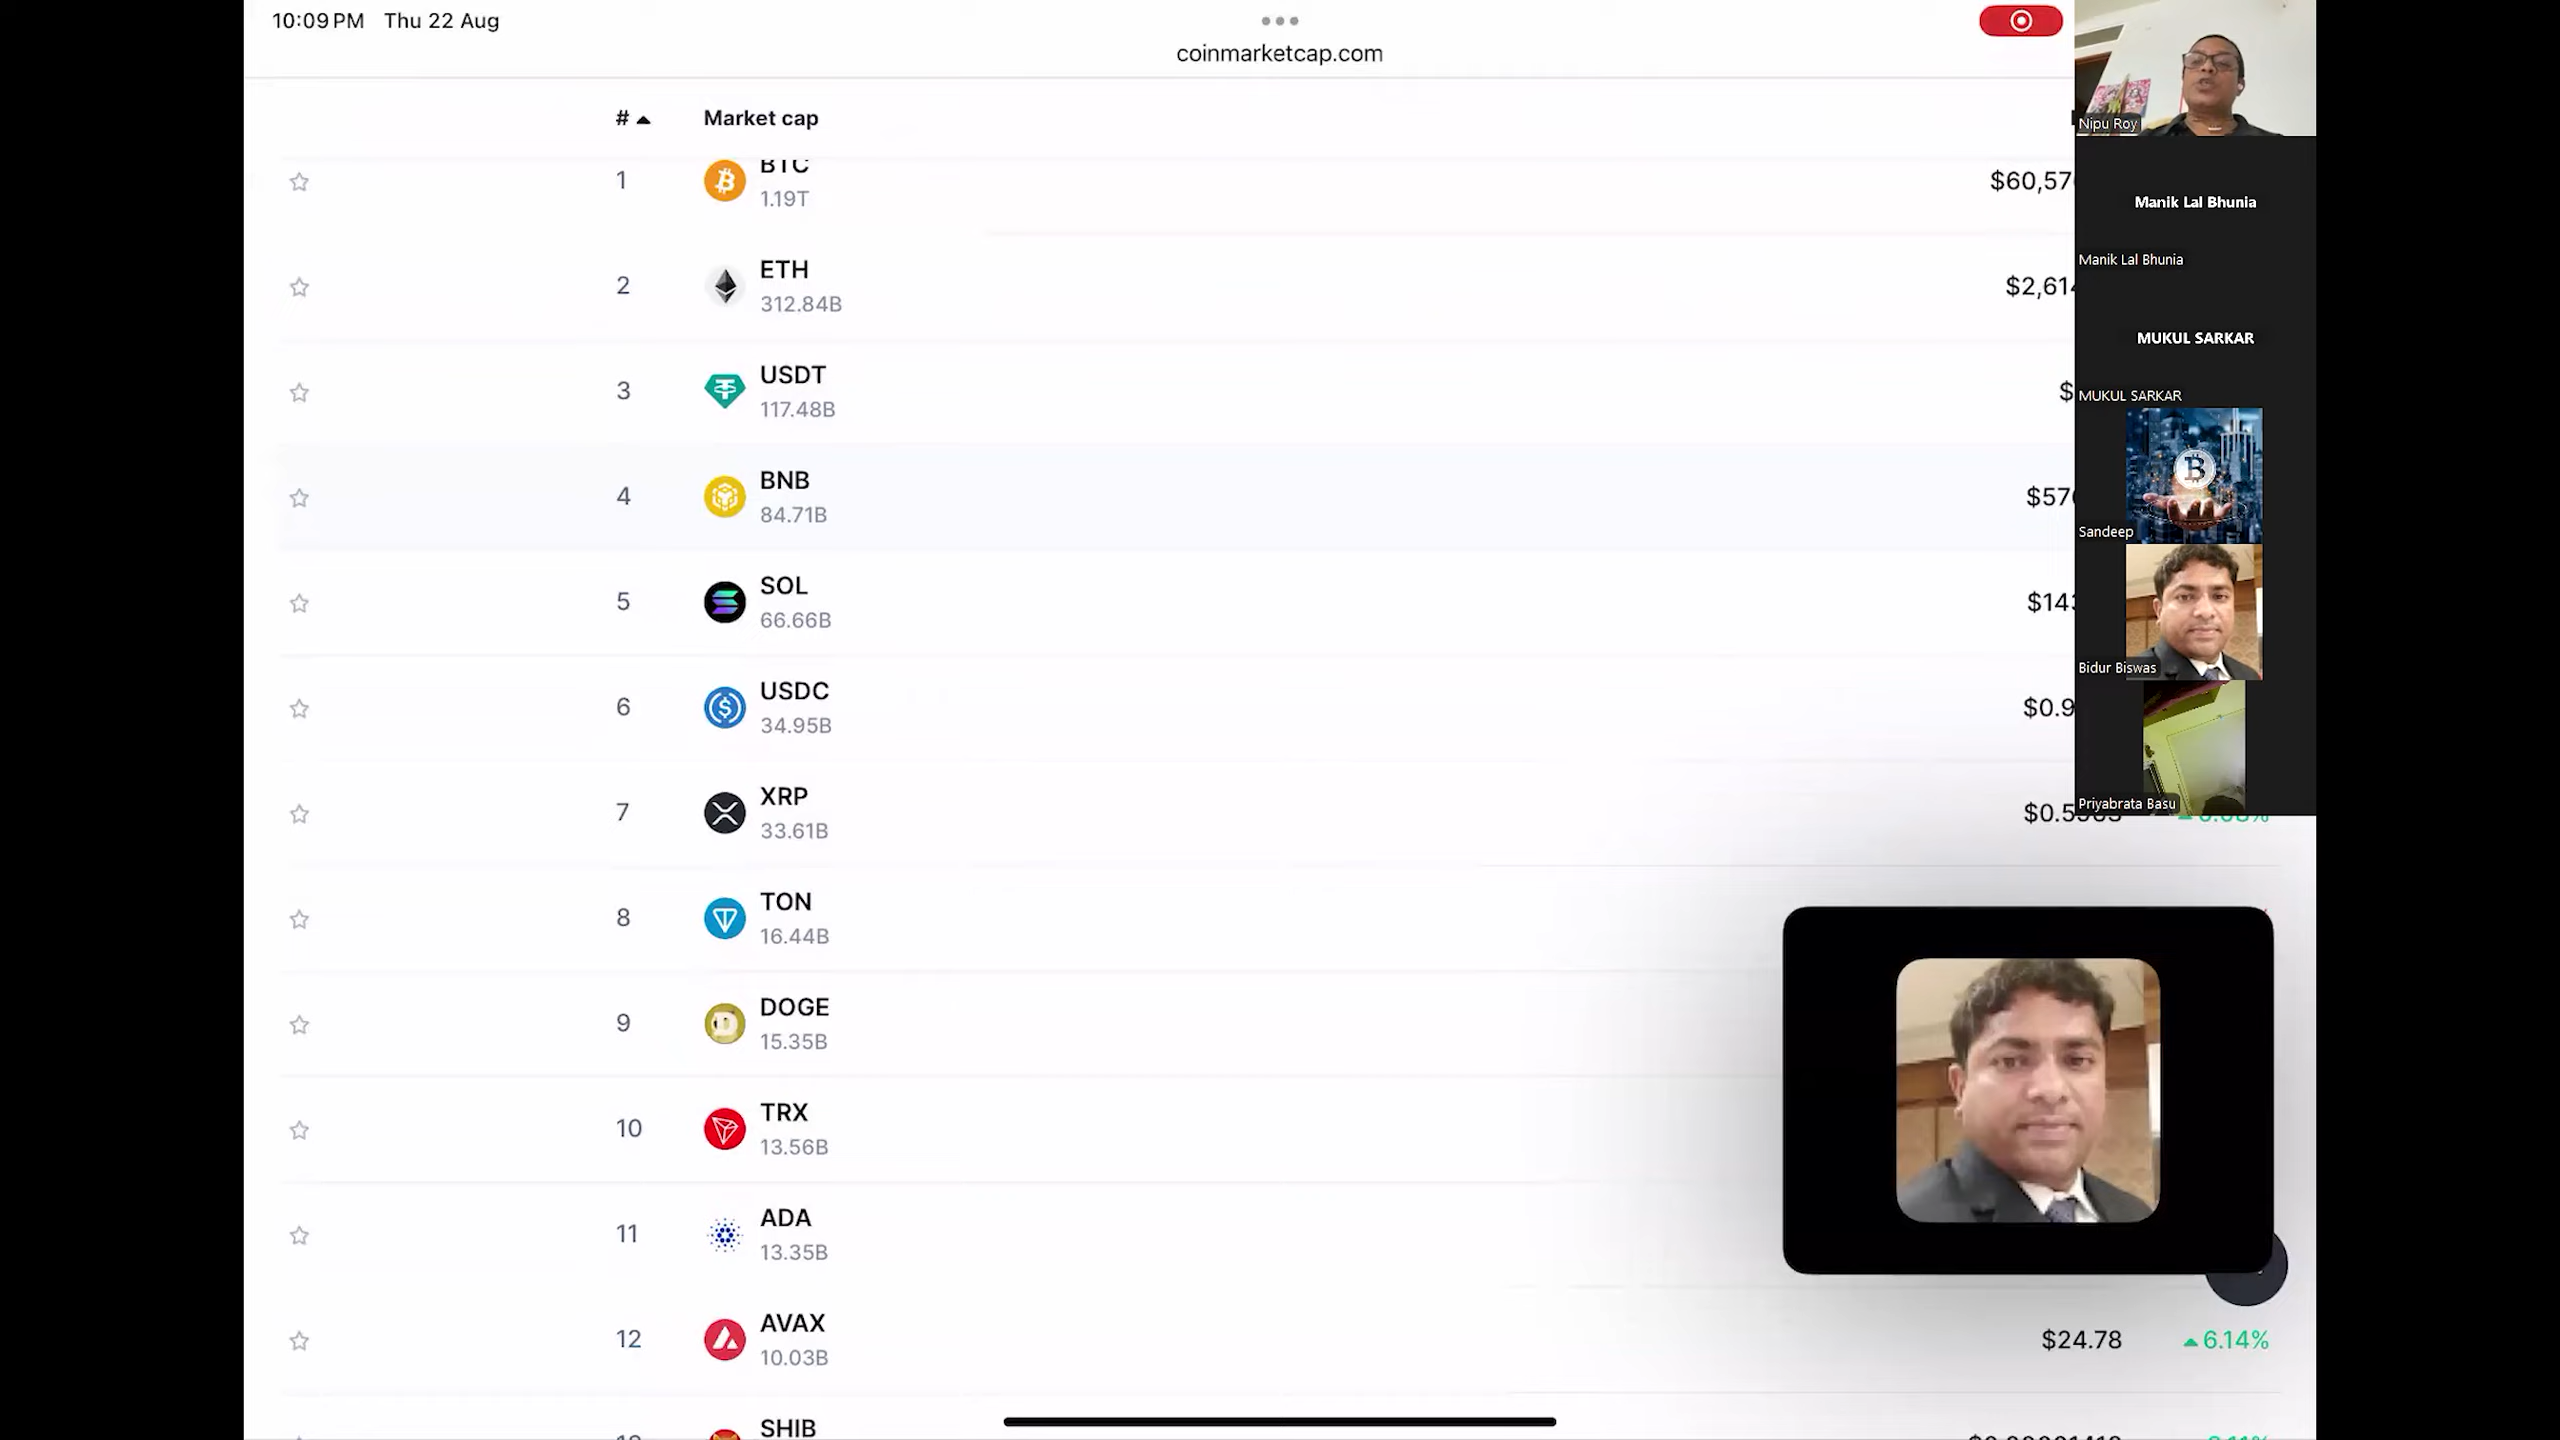 10:09 PM Thu 22 Aug
coinmarketcap.com
# Market cap
1 BTC $60,57
1.19T
2 ETH $2,614
312.84B
3 USDT $
117.48B
4 BNB $57
84.71B
5 SOL $143
66.66B
6 USDC $0.9
34.95B
7 XRP
33.61B
8 TON
16.44B
9 DOGE
15.35B
10 TRX
13.56B
11 ADA
13.35B
12 AVAX $24.78 6.14%
10.03B
SHIB
Nipu Roy
Manik Lal Bhunia
Manik Lal Bhunia
MUKUL SARKAR
MUKUL SARKAR
Sandeep
Bidur Biswas
Priyabrata Basu